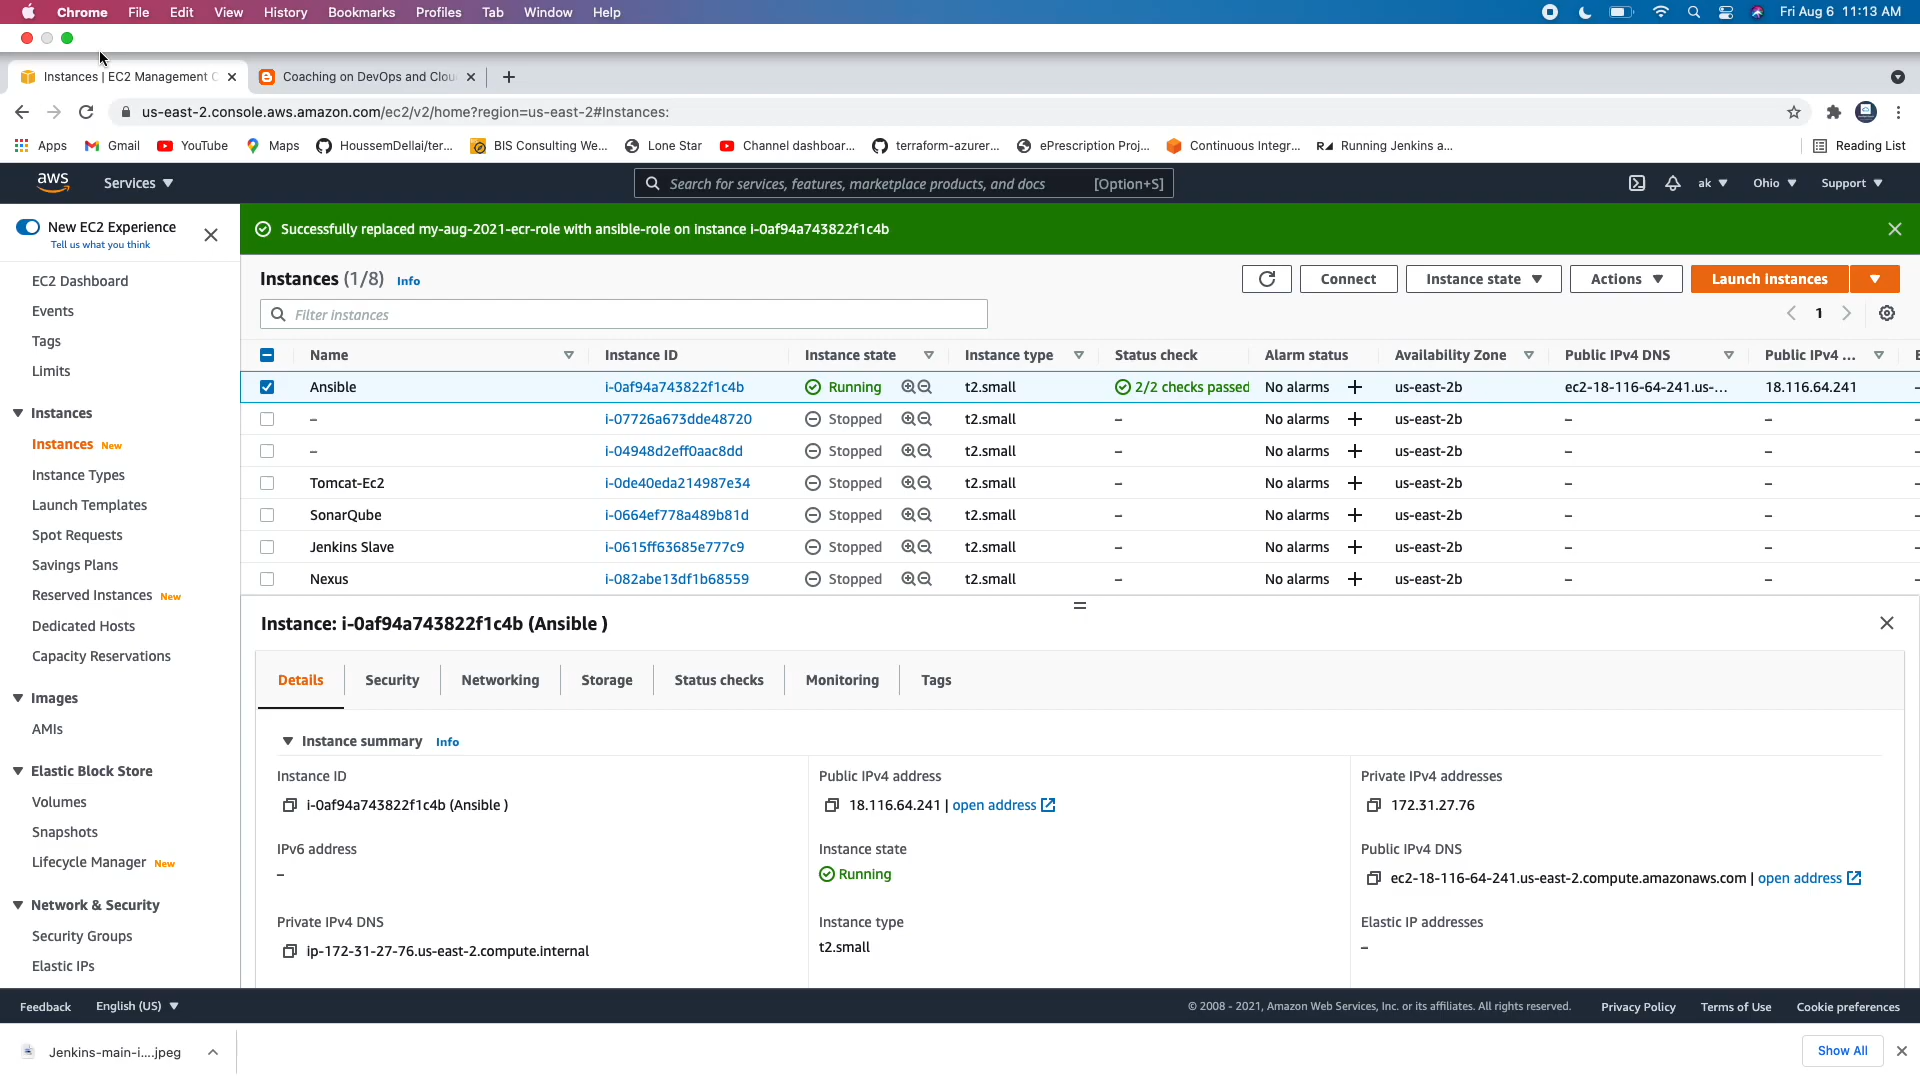 Chrome File Edit View History Bookmarks Profiles Tab Window Help Fri Aug 6 11:13 AM
Instances | EC2 Management C Coaching on DevOps and Clou
us-east-2.console.aws.amazon.com/ec2/v2/home?region=us-east-2#Instances:
Apps Gmail YouTube Maps HoussemDellai/ter... BIS Consulting We... Lone Star Channel dashboar... terraform-azurer... ePrescription Proj... Continuous Integr... Running Jenkins a... Reading List
aws Services Search for services, features, marketplace products, and docs [Option+S] ak Ohio Support
New EC2 Experience
Tell us what you think
Successfully replaced my-aug-2021-ecr-role with ansible-role on instance i-0af94a743822f1c4b
EC2 Dashboard
Events
Tags
Limits
Instances
Instances New
Instance Types
Launch Templates
Spot Requests
Savings Plans
Reserved Instances New
Dedicated Hosts
Capacity Reservations
Images
AMIs
Elastic Block Store
Volumes
Snapshots
Lifecycle Manager New
Network & Security
Security Groups
Elastic IPs
Instances (1/8) Info Connect Instance state Actions Launch instances
Filter instances 1
Name Instance ID Instance state Instance type Status check Alarm status Availability Zone Public IPv4 DNS Public IPv4 ... E
Ansible i-0af94a743822f1c4b Running t2.small 2/2 checks passed No alarms + us-east-2b ec2-18-116-64-241.us-... 18.116.64.241 –
– i-07726a673dde48720 Stopped t2.small – No alarms + us-east-2b – – –
– i-04948d2eff0aac8dd Stopped t2.small – No alarms + us-east-2b – – –
Tomcat-Ec2 i-0de40eda214987e34 Stopped t2.small – No alarms + us-east-2b – – –
SonarQube i-0664ef778a489b81d Stopped t2.small – No alarms + us-east-2b – – –
Jenkins Slave i-0615ff63685e777c9 Stopped t2.small – No alarms + us-east-2b – – –
Nexus i-082abe13df1b68559 Stopped t2.small – No alarms + us-east-2b – – –
Instance: i-0af94a743822f1c4b (Ansible )
Details Security Networking Storage Status checks Monitoring Tags
Instance summary Info
Instance ID Public IPv4 address Private IPv4 addresses
i-0af94a743822f1c4b (Ansible ) 18.116.64.241 | open address 172.31.27.76
IPv6 address Instance state Public IPv4 DNS
– Running ec2-18-116-64-241.us-east-2.compute.amazonaws.com | open address
Private IPv4 DNS Instance type Elastic IP addresses
ip-172-31-27-76.us-east-2.compute.internal t2.small –
Feedback English (US) © 2008 - 2021, Amazon Web Services, Inc. or its affiliates. All rights reserved. Privacy Policy Terms of Use Cookie preferences
Jenkins-main-i....jpeg Show All